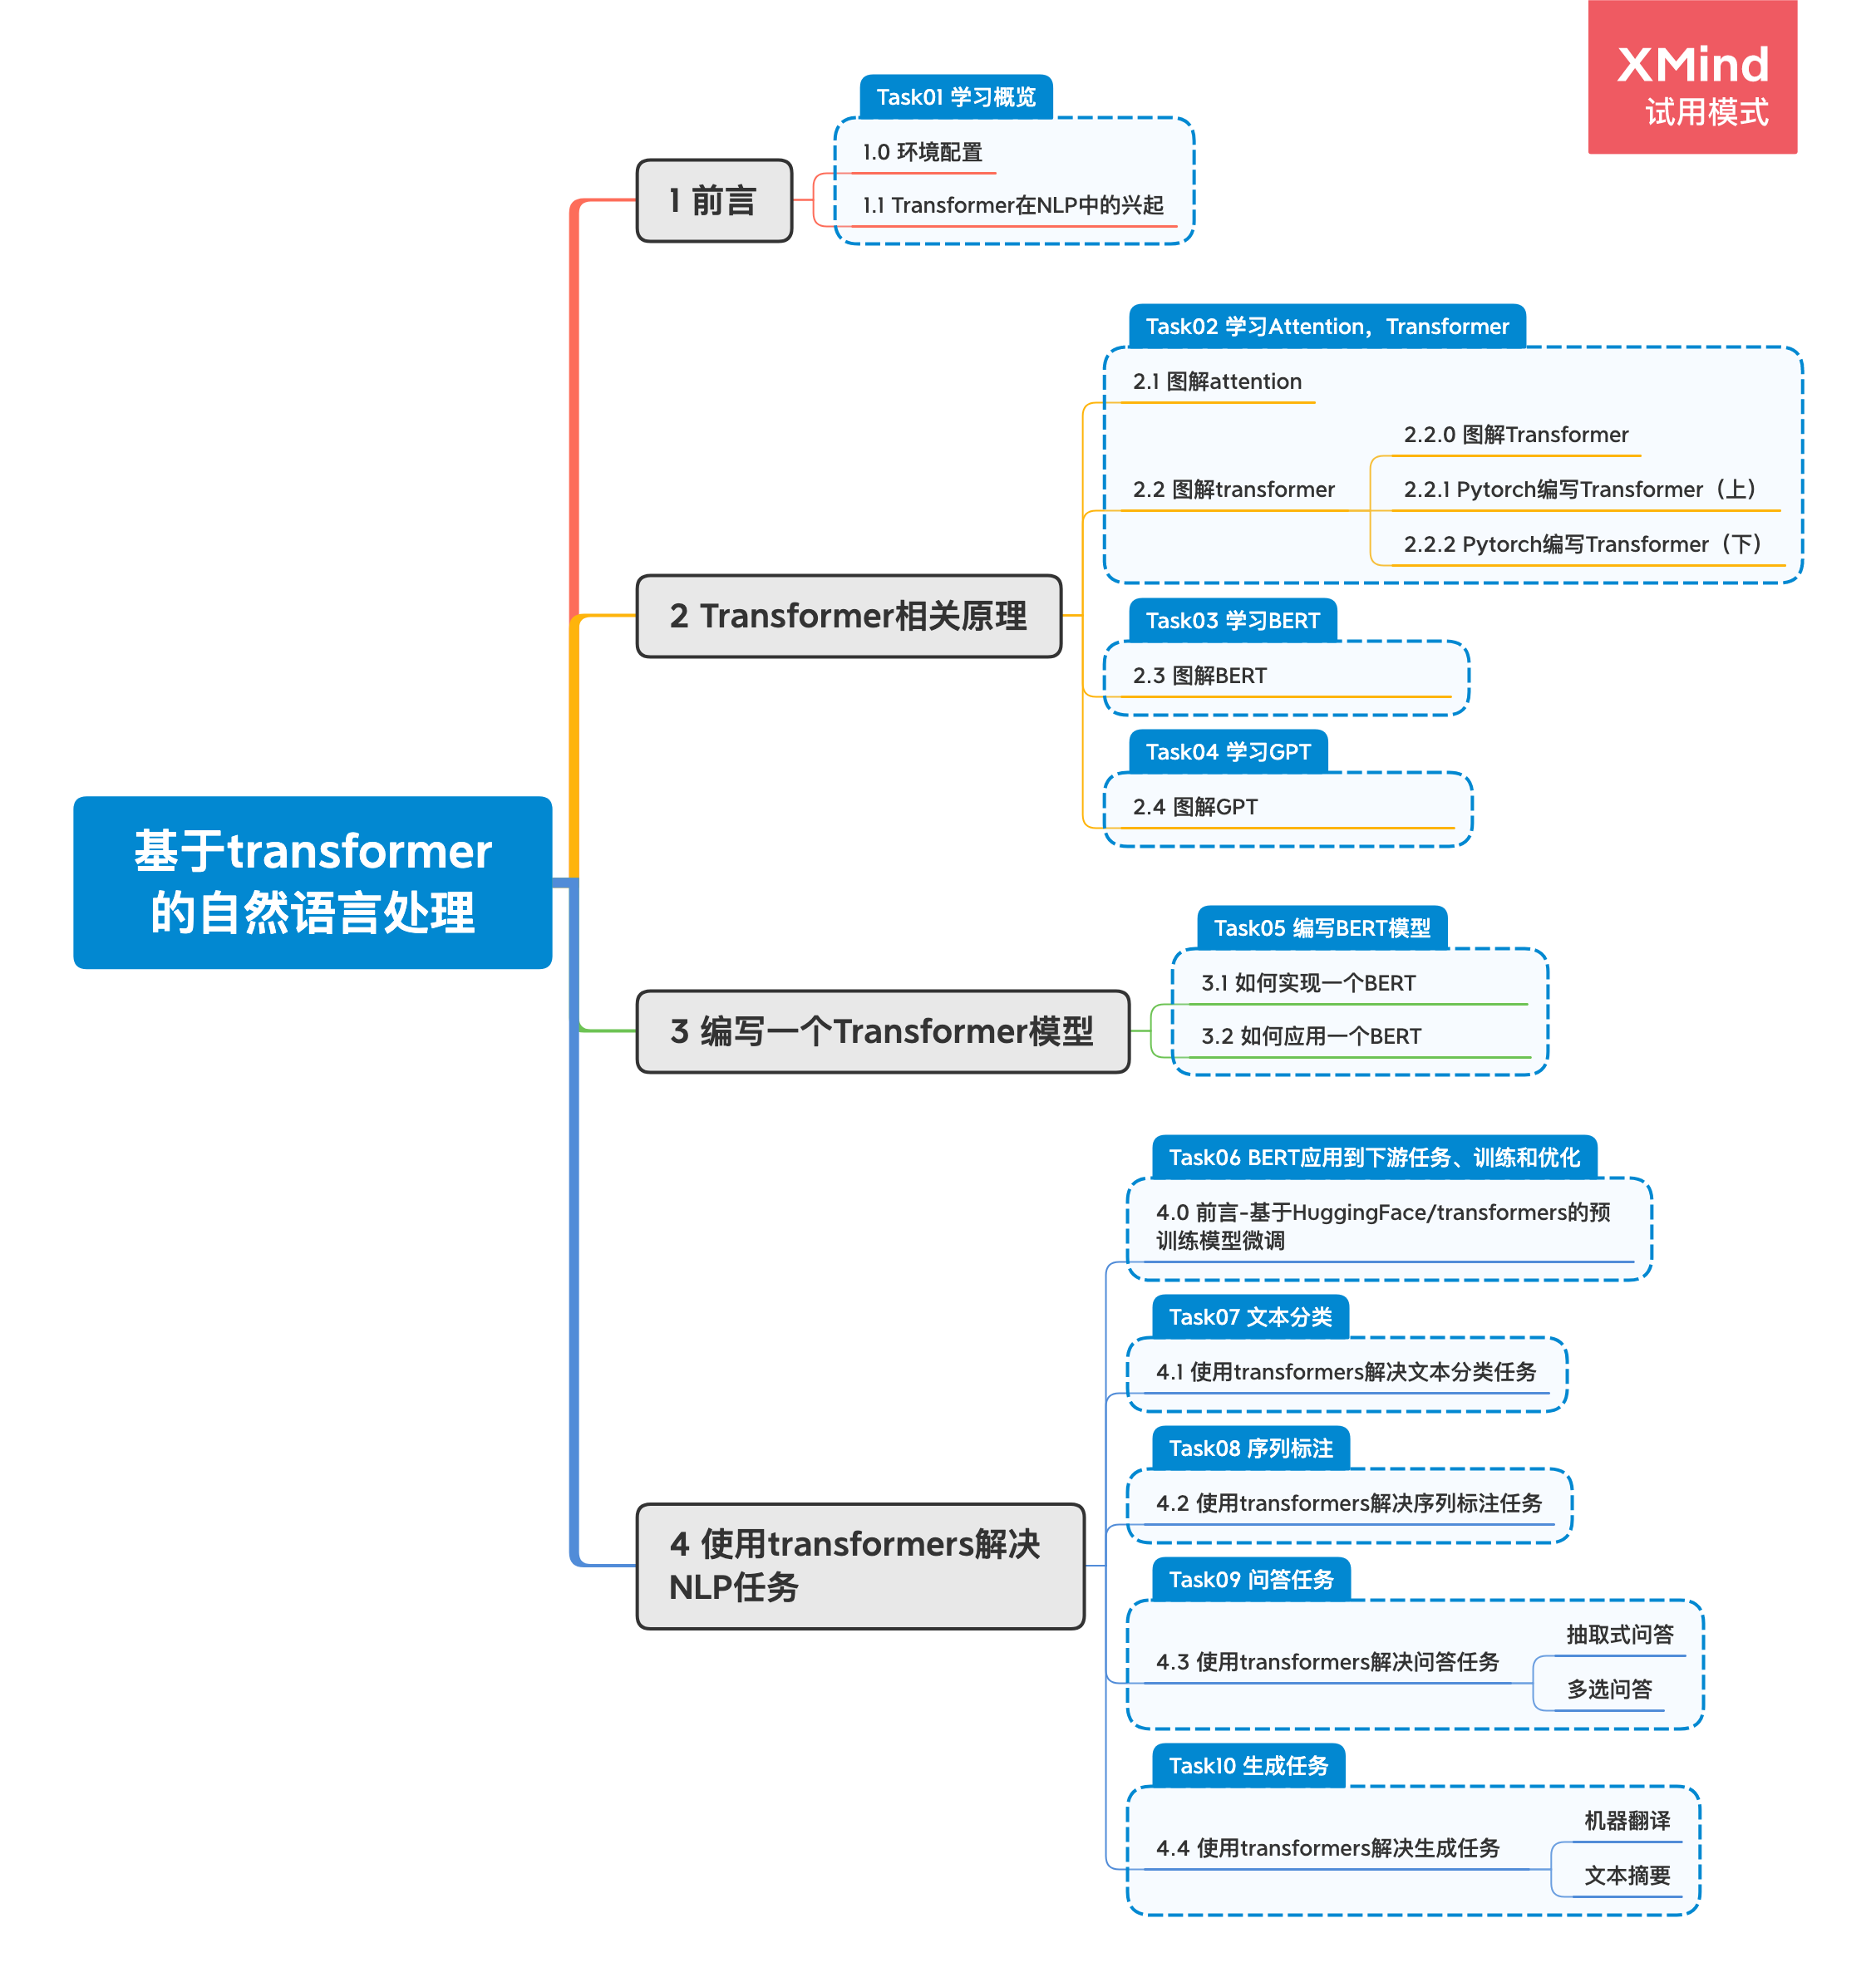 XMind
试用模式
基于transformer
的自然语言处理
1 前言
Task01 学习概览
1.0 环境配置
1.1 Transformer在NLP中的兴起
2 Transformer相关原理
Task02 学习Attention，Transformer
2.1 图解attention
2.2 图解transformer
2.2.0 图解Transformer
2.2.1 Pytorch编写Transformer（上）
2.2.2 Pytorch编写Transformer（下）
Task03 学习BERT
2.3 图解BERT
Task04 学习GPT
2.4 图解GPT
3 编写一个Transformer模型
Task05 编写BERT模型
3.1 如何实现一个BERT
3.2 如何应用一个BERT
4 使用transformers解决
NLP任务
Task06 BERT应用到下游任务、训练和优化
4.0 前言-基于HuggingFace/transformers的预
训练模型微调
Task07 文本分类
4.1 使用transformers解决文本分类任务
Task08 序列标注
4.2 使用transformers解决序列标注任务
Task09 问答任务
4.3 使用transformers解决问答任务
抽取式问答
多选问答
Task10 生成任务
4.4 使用transformers解决生成任务
机器翻译
文本摘要